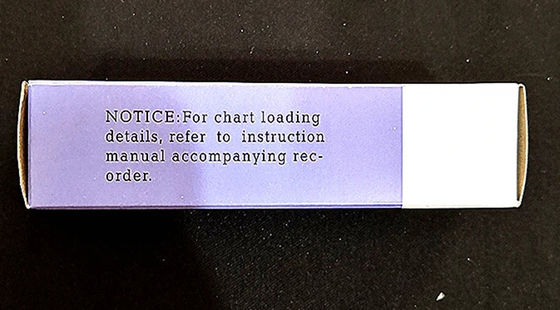 NOTICE:For chart loading
details, refer to instruction
manual accompanying rec-
order.